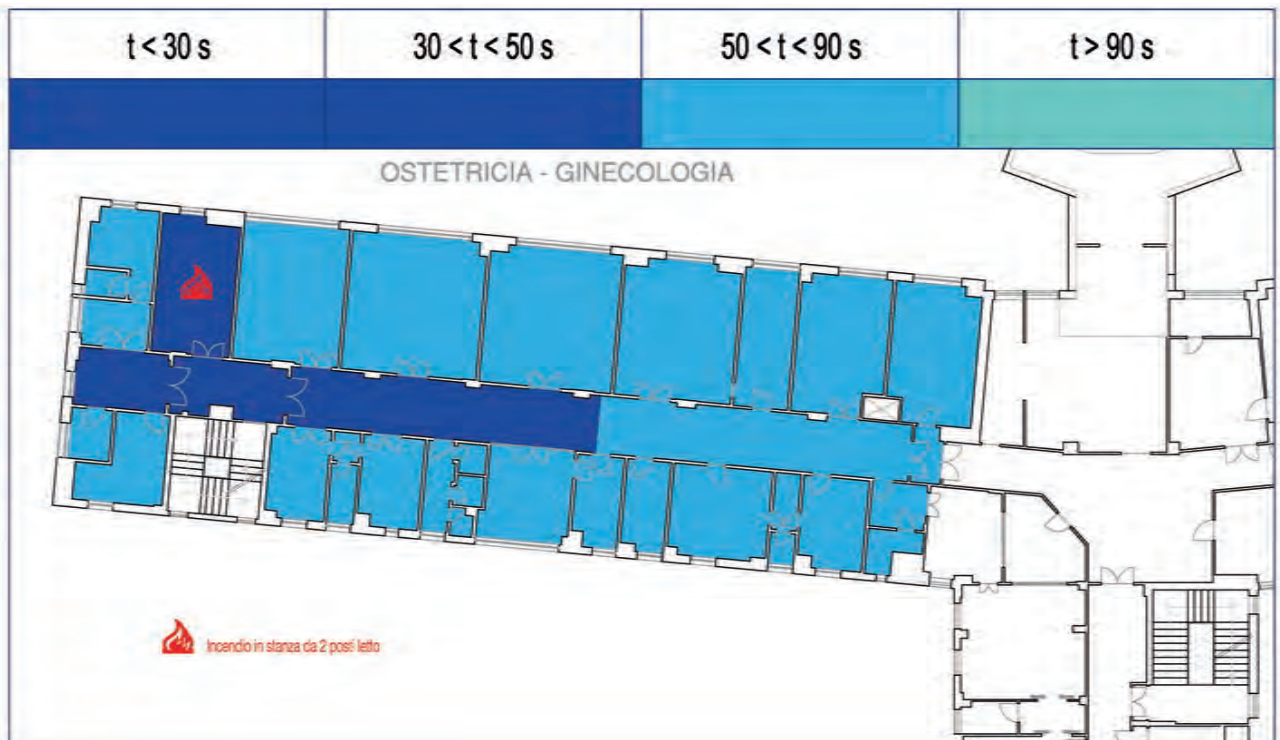 t < 30 s
30 < t < 50 s
50 < t < 90 s
t > 90 s
OSTETRICIA - GINECOLOGIA
Incendio in stanza da 2 posti letto